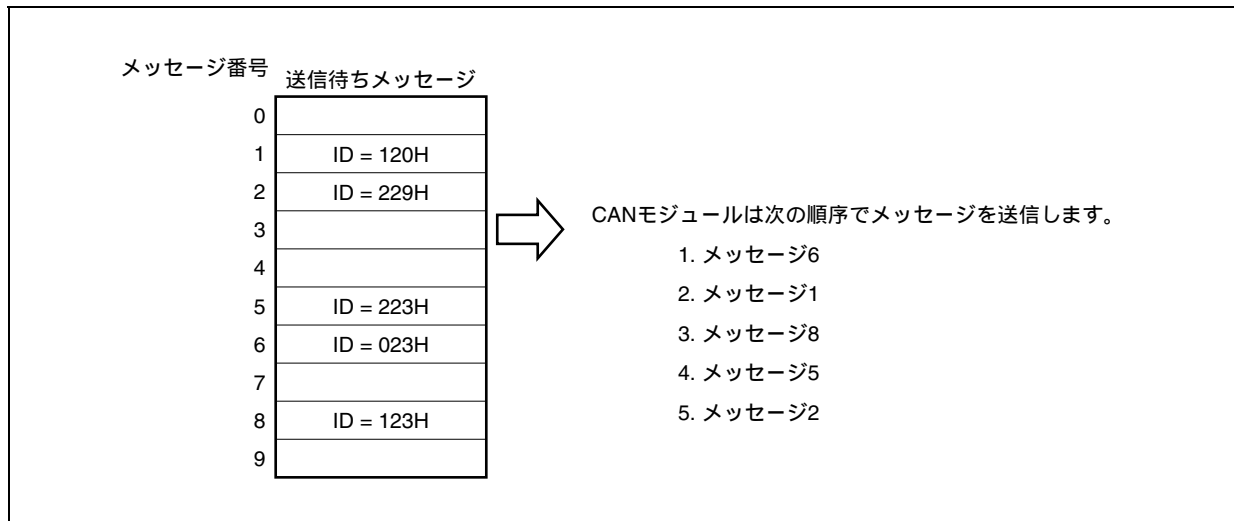 メッセージ番号 送信待ちメッセージ
0
1 ID = 120H
2 ID = 229H
3
4
5 ID = 223H
6 ID = 023H
7
8 ID = 123H
9
CANモジュールは次の順序でメッセージを送信します。
1. メッセージ6
2. メッセージ1
3. メッセージ8
4. メッセージ5
5. メッセージ2